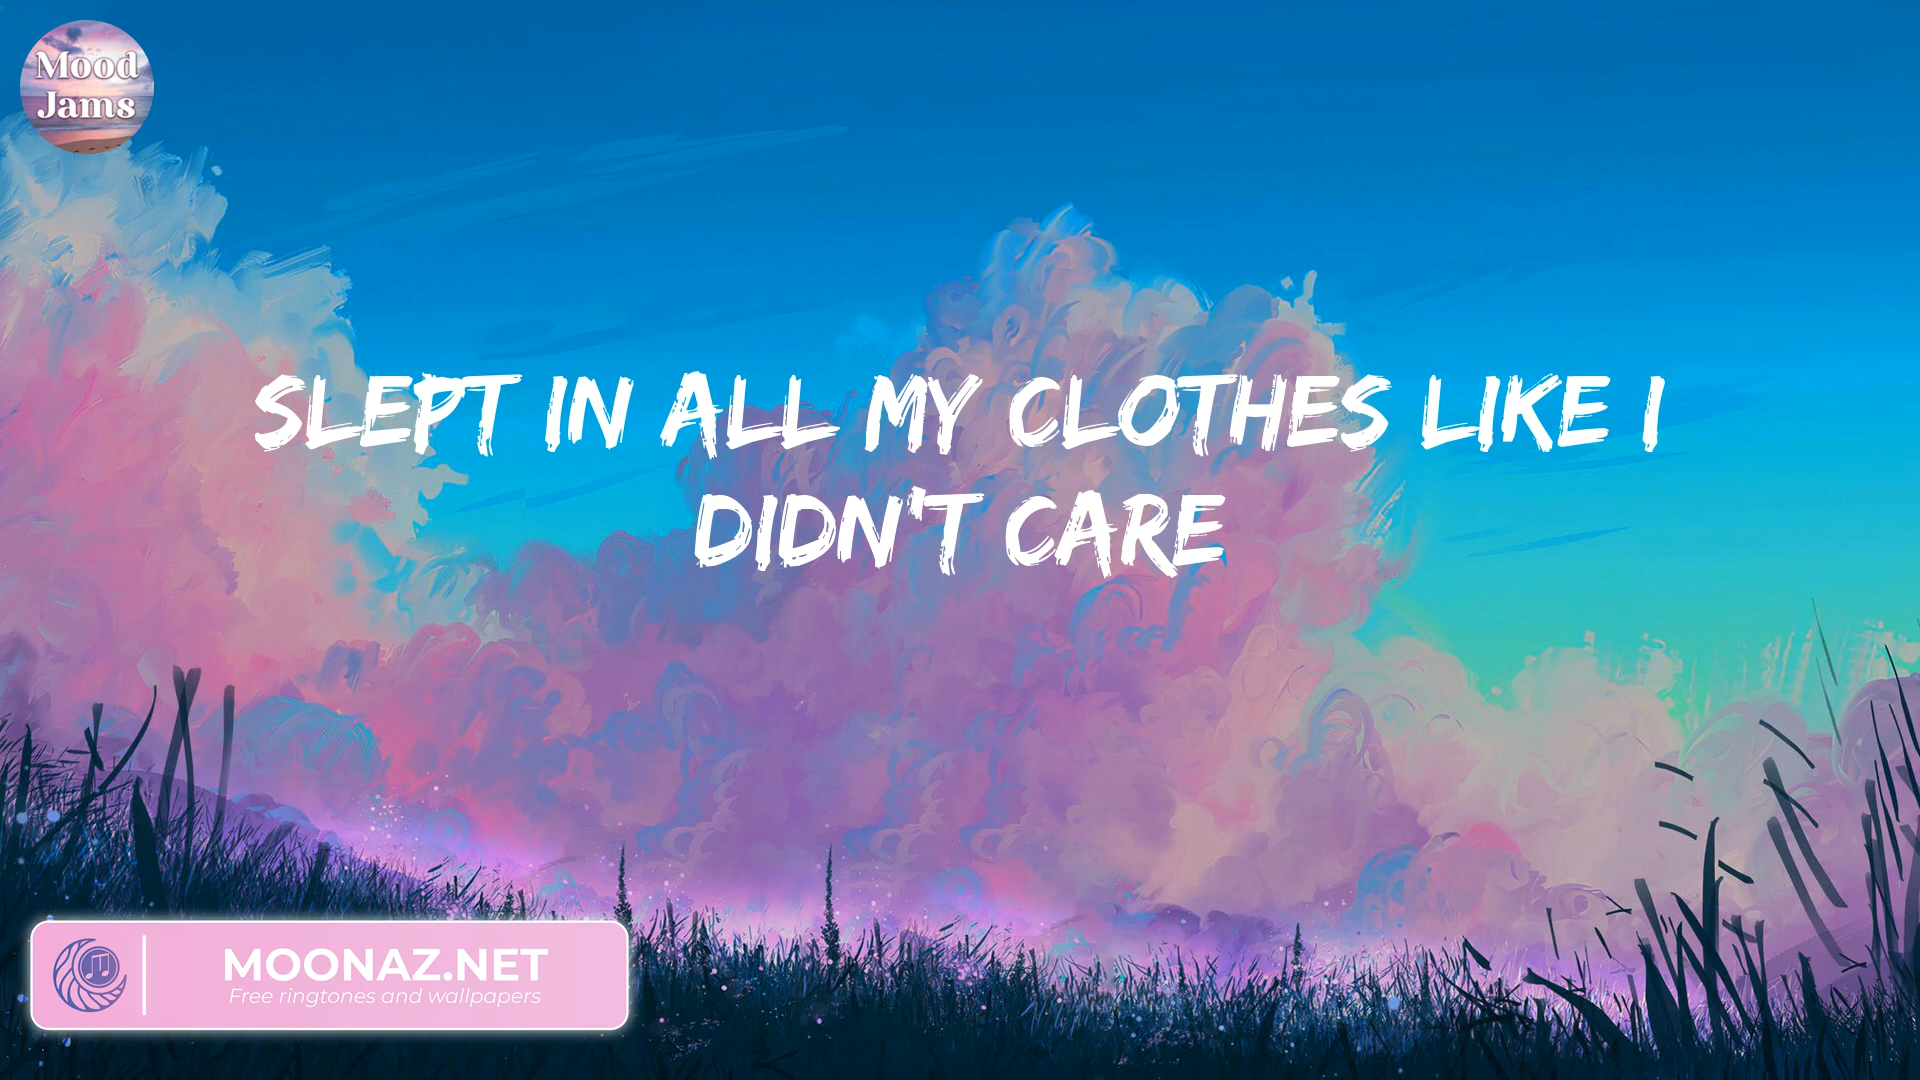 Mood
Jams
SLEPT IN ALL MY CLOTHES LIKE I
DIDN'T CARE
MOONAZ.NET
Free ringtones and wallpapers